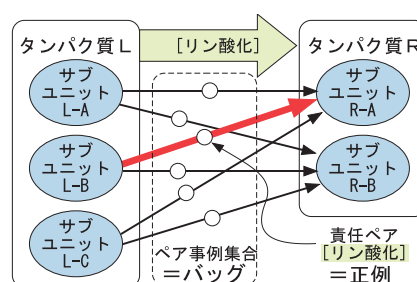 タンパク質L
[リン酸化]
タンパク質R
サブ
ユニット
L-A
サブ
ユニット
L-B
サブ
ユニット
L-C
サブ
ユニット
R-A
サブ
ユニット
R-B
ペア事例集合
＝バッグ
責任ペア
[リン酸化]
＝正例